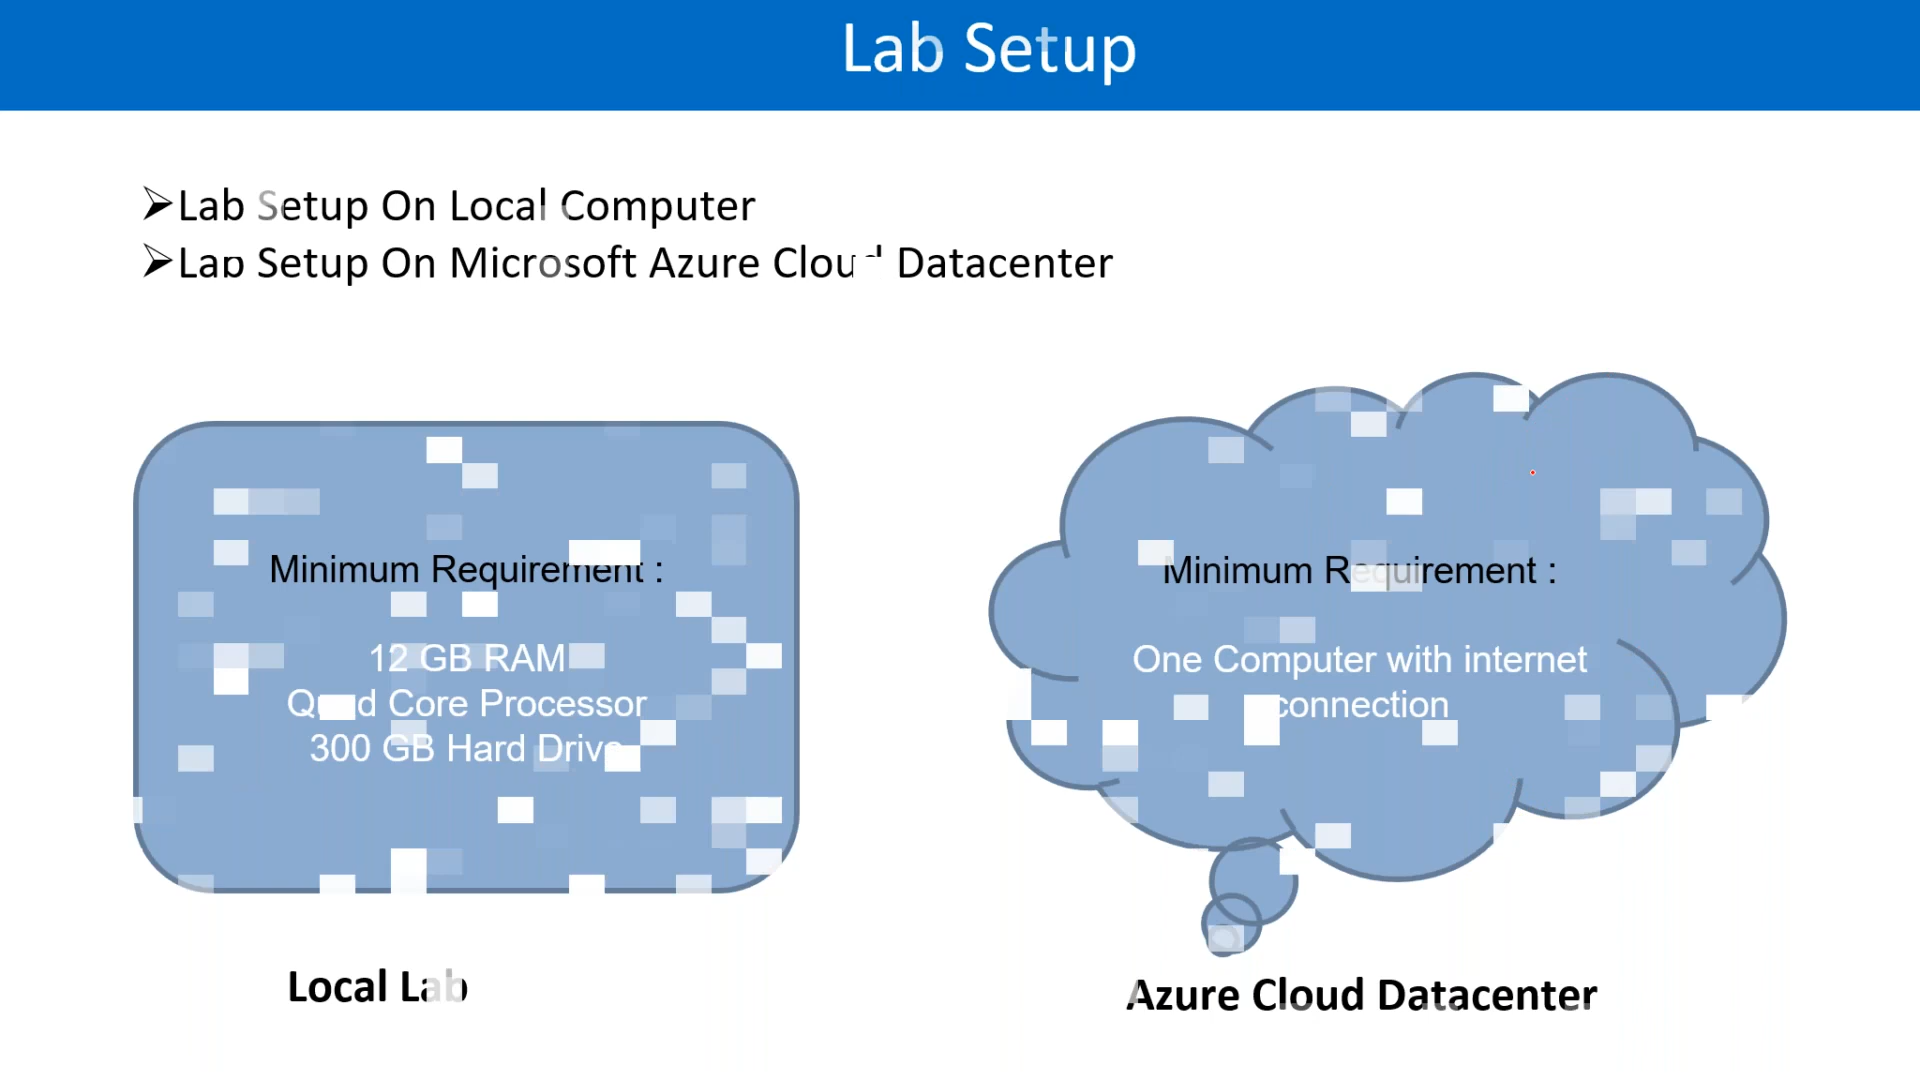 Lab Setup
➢Lab Setup On Local Computer
➢Lab Setup On Microsoft Azure Cloud Datacenter
Minimum Requirement :
12 GB RAM
Quad Core Processor
300 GB Hard Drive
Local Lab
Minimum Requirement :
One Computer with internet
connection
Azure Cloud Datacenter